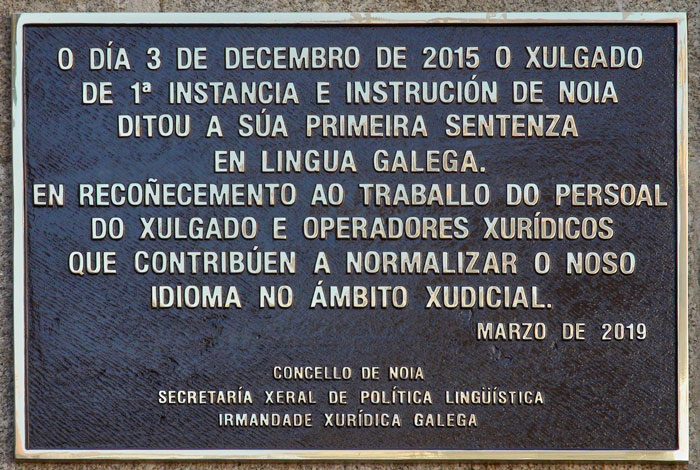 O DÍA 3 DE DECEMBRO DE 2015 O XULGADO
DE 1ª INSTANCIA E INSTRUCIÓN DE NOIA
DITOU A SÚA PRIMEIRA SENTENZA
EN LINGUA GALEGA.
EN RECOÑECEMENTO AO TRABALLO DO PERSOAL
DO XULGADO E OPERADORES XURÍDICOS
QUE CONTRIBÚEN A NORMALIZAR O NOSO
IDIOMA NO ÁMBITO XUDICIAL.
MARZO DE 2019
CONCELLO DE NOIA
SECRETARÍA XERAL DE POLÍTICA LINGÜÍSTICA
IRMANDADE XURÍDICA GALEGA